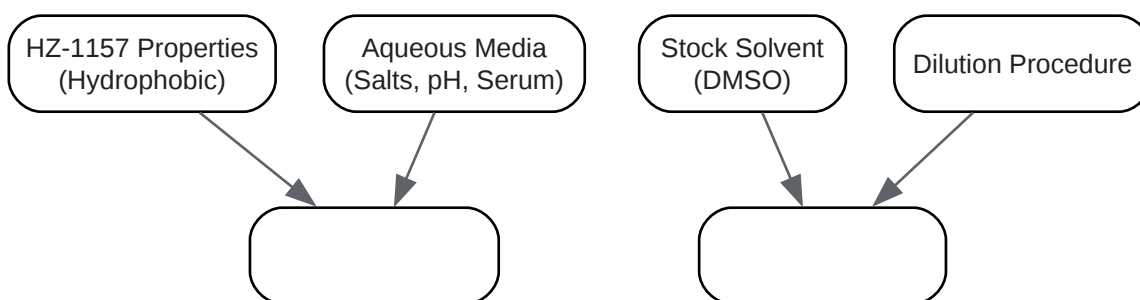 HZ-1157 Properties
(Hydrophobic)
Aqueous Media
(Salts, pH, Serum)
Stock Solvent
(DMSO)
Dilution Procedure